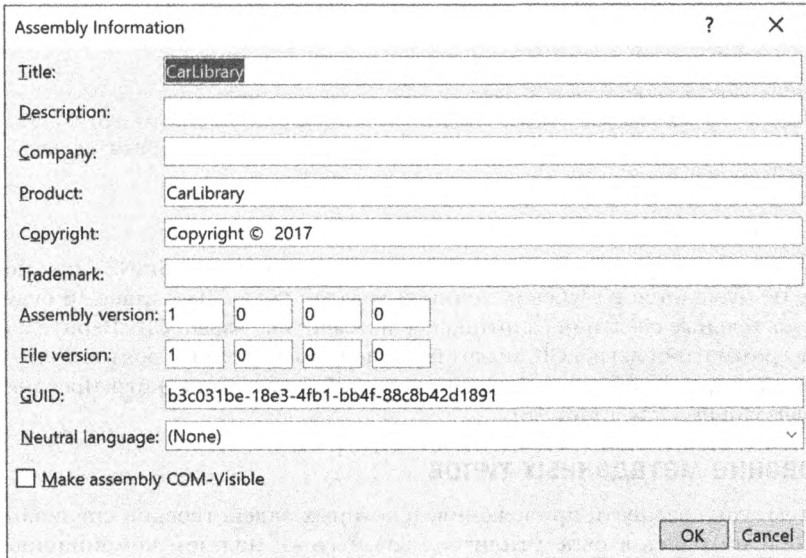 Assembly Information ? ×
Title: CarLibrary
Description:
Company:
Product: CarLibrary
Copyright: Copyright © 2017
Trademark:
Assembly version: 1 0 0 0
File version: 1 0 0 0
GUID: b3c031be-18e3-4fb1-bb4f-88c8b42d1891
Neutral language: (None)
Make assembly COM-Visible
OK Cancel